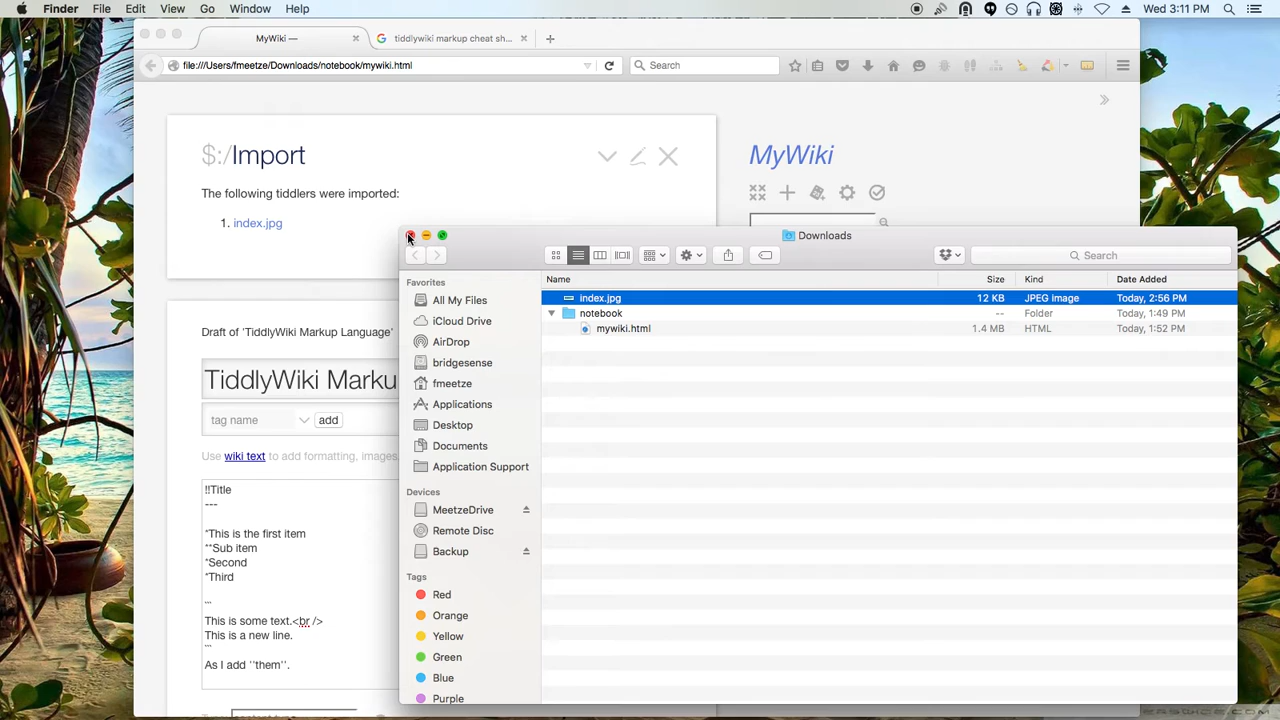 Finder File Edit View Go Window Help
Wed 3:11 PM
MyWiki —
tiddlywiki markup cheat sh...
file:///Users/fmeetze/Downloads/notebook/mywiki.html
Search
$:/Import
The following tiddlers were imported:
1. index.jpg
MyWiki
Draft of 'TiddlyWiki Markup Language'
TiddlyWiki Marku
tag name
add
Use wiki text to add formatting, images
!!Title
---
*This is the first item
**Sub item
*Second
*Third
```
This is some text.<br />
This is a new line.
```
As I add ''them''.
Downloads
Search
Favorites
All My Files
iCloud Drive
AirDrop
bridgesense
fmeetze
Applications
Desktop
Documents
Application Support
Devices
MeetzeDrive
Remote Disc
Backup
Tags
Red
Orange
Yellow
Green
Blue
Purple
Name Size Kind Date Added
index.jpg 12 KB JPEG image Today, 2:56 PM
notebook -- Folder Today, 1:49 PM
mywiki.html 1.4 MB HTML Today, 1:52 PM